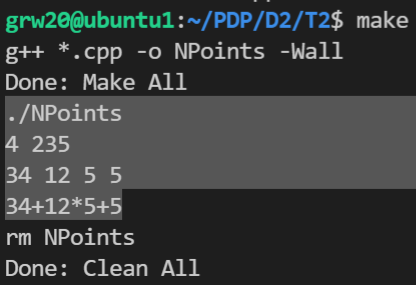 grw20@ubuntu1:~/PDP/D2/T2$ make
g++ *.cpp -o NPoints -Wall
Done: Make All
./NPoints
4 235
34 12 5 5
34+12*5+5
rm NPoints
Done: Clean All